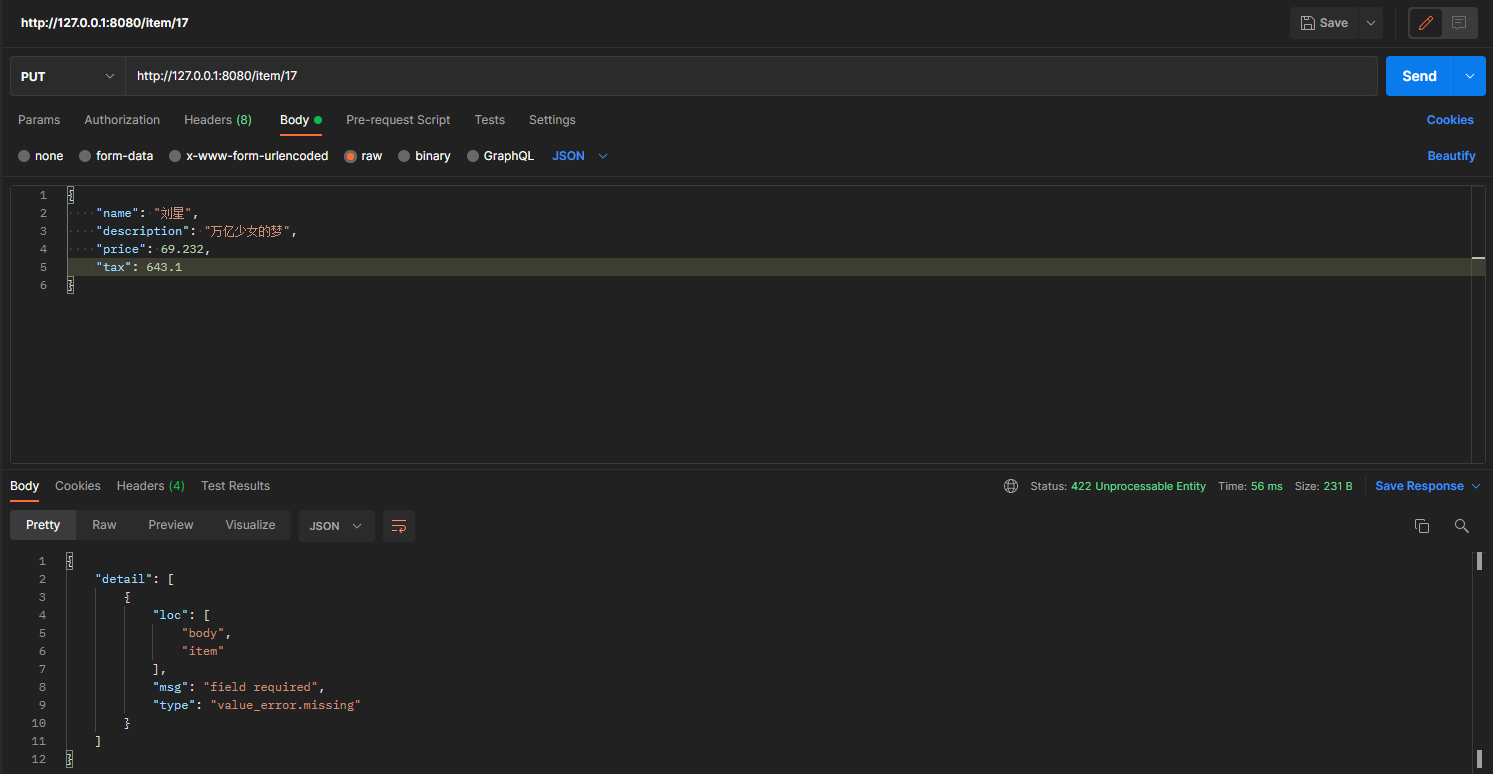 http://127.0.0.1:8080/item/17
Save
PUT
http://127.0.0.1:8080/item/17
Send
Params Authorization Headers (8) Body Pre-request Script Tests Settings Cookies
none form-data x-www-form-urlencoded raw binary GraphQL JSON Beautify
1 {
2 "name": "刘星",
3 "description": "万亿少女的梦",
4 "price": 69.232,
5 "tax": 643.1
6 }
Body Cookies Headers (4) Test Results Status: 422 Unprocessable Entity Time: 56 ms Size: 231 B Save Response
Pretty Raw Preview Visualize JSON
1 {
2 "detail": [
3 {
4 "loc": [
5 "body",
6 "item"
7 ],
8 "msg": "field required",
9 "type": "value_error.missing"
10 }
11 ]
12 }